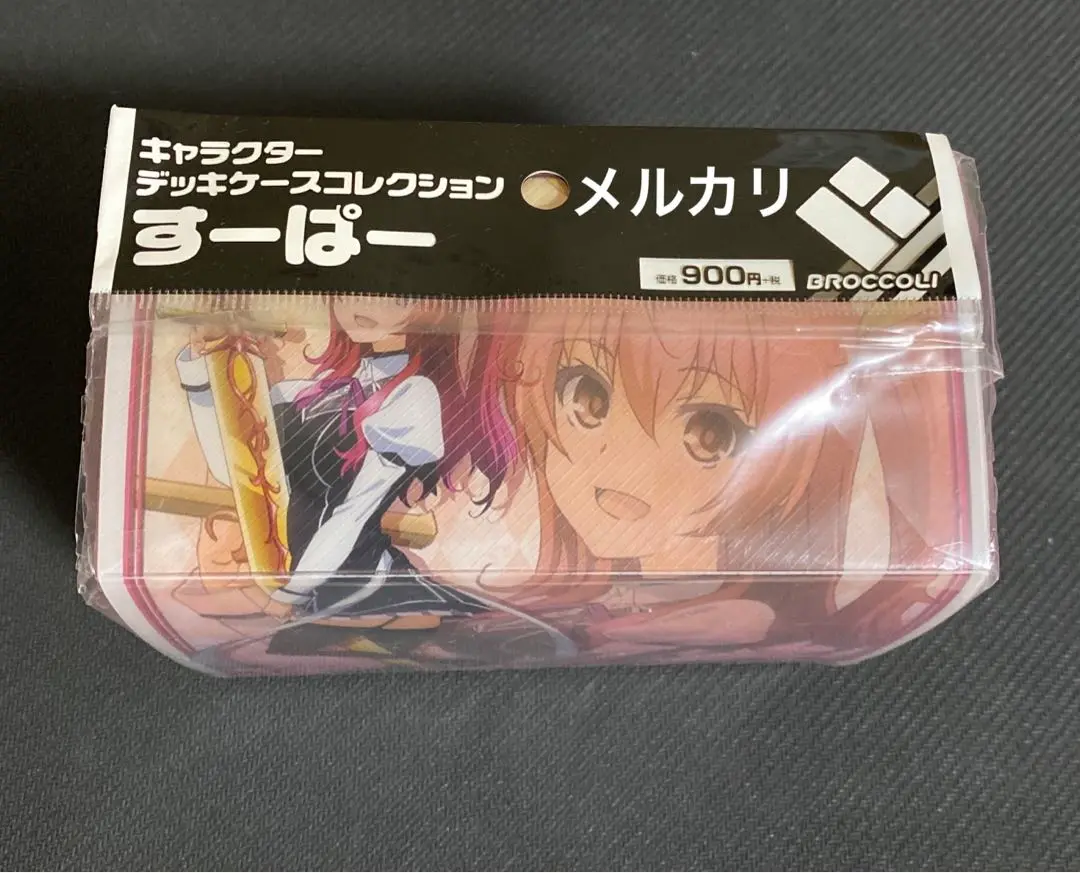 キャラクター
デッキケースコレクション
すーぱー
メルカリ
価格 900円+税
BROCCOLI